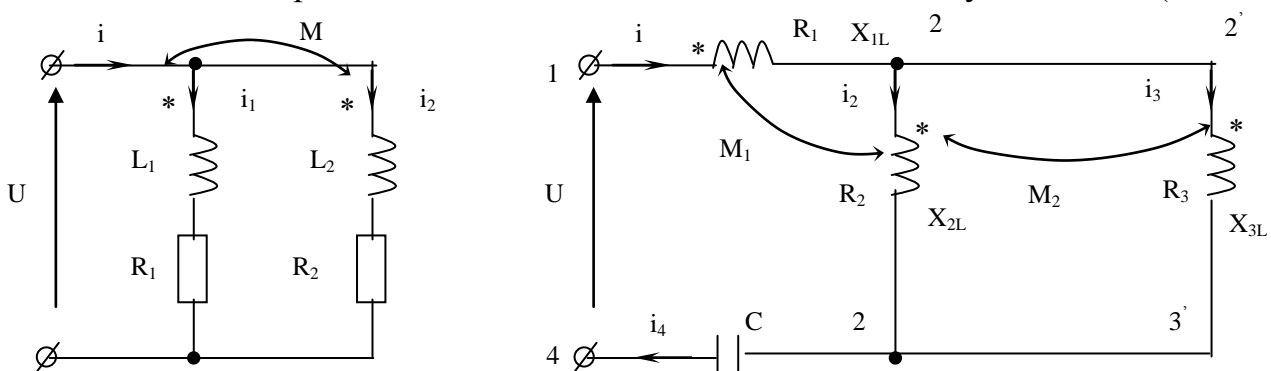 i M
* i₁ * i₂
L₁ L₂
U
R₁ R₂
i R₁ X₁L 2 2'
1 *
i₂ i₃
M₁ * *
U R₂ M₂ R₃
X₂L X₃L
i₄ C 2 3'
4